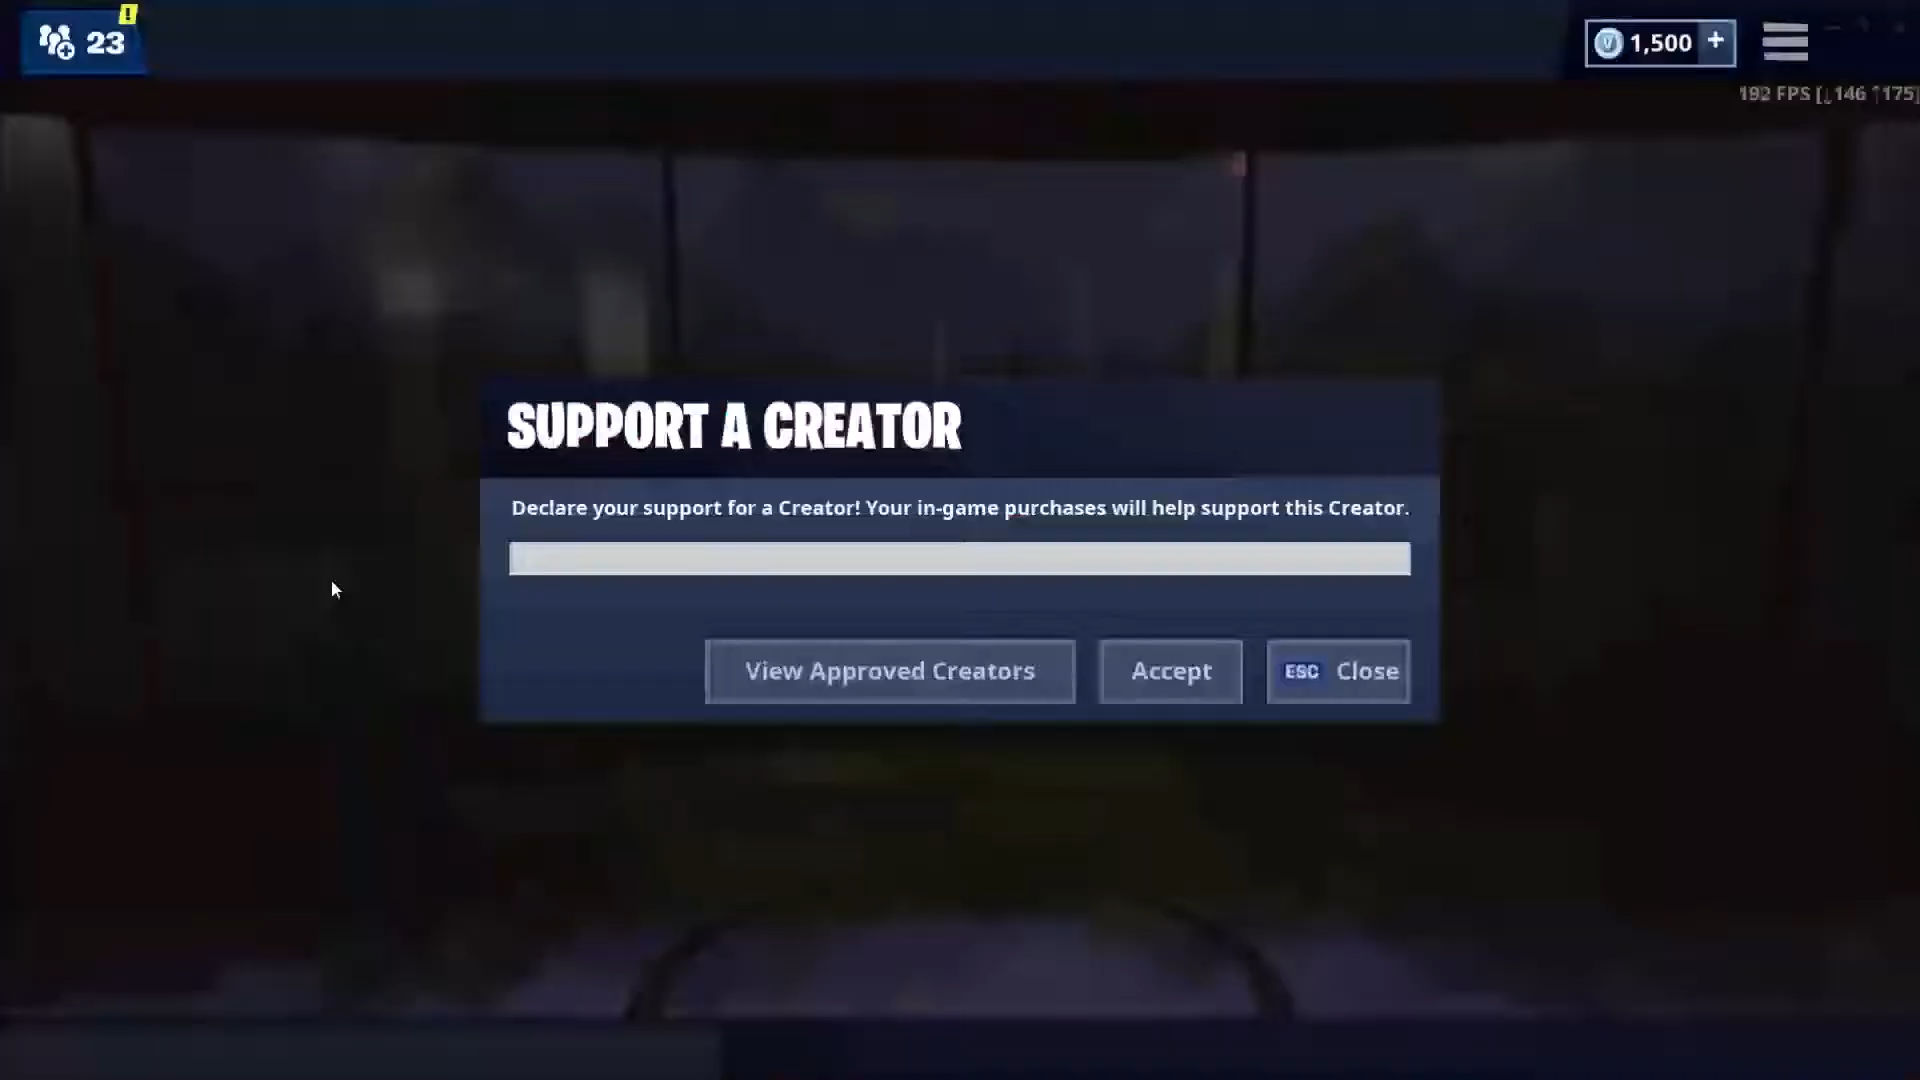 !
23
1,500 +
192 FPS [↓146 ↑175]
SUPPORT A CREATOR
Declare your support for a Creator! Your in-game purchases will help support this Creator.
View Approved Creators
Accept
ESC Close